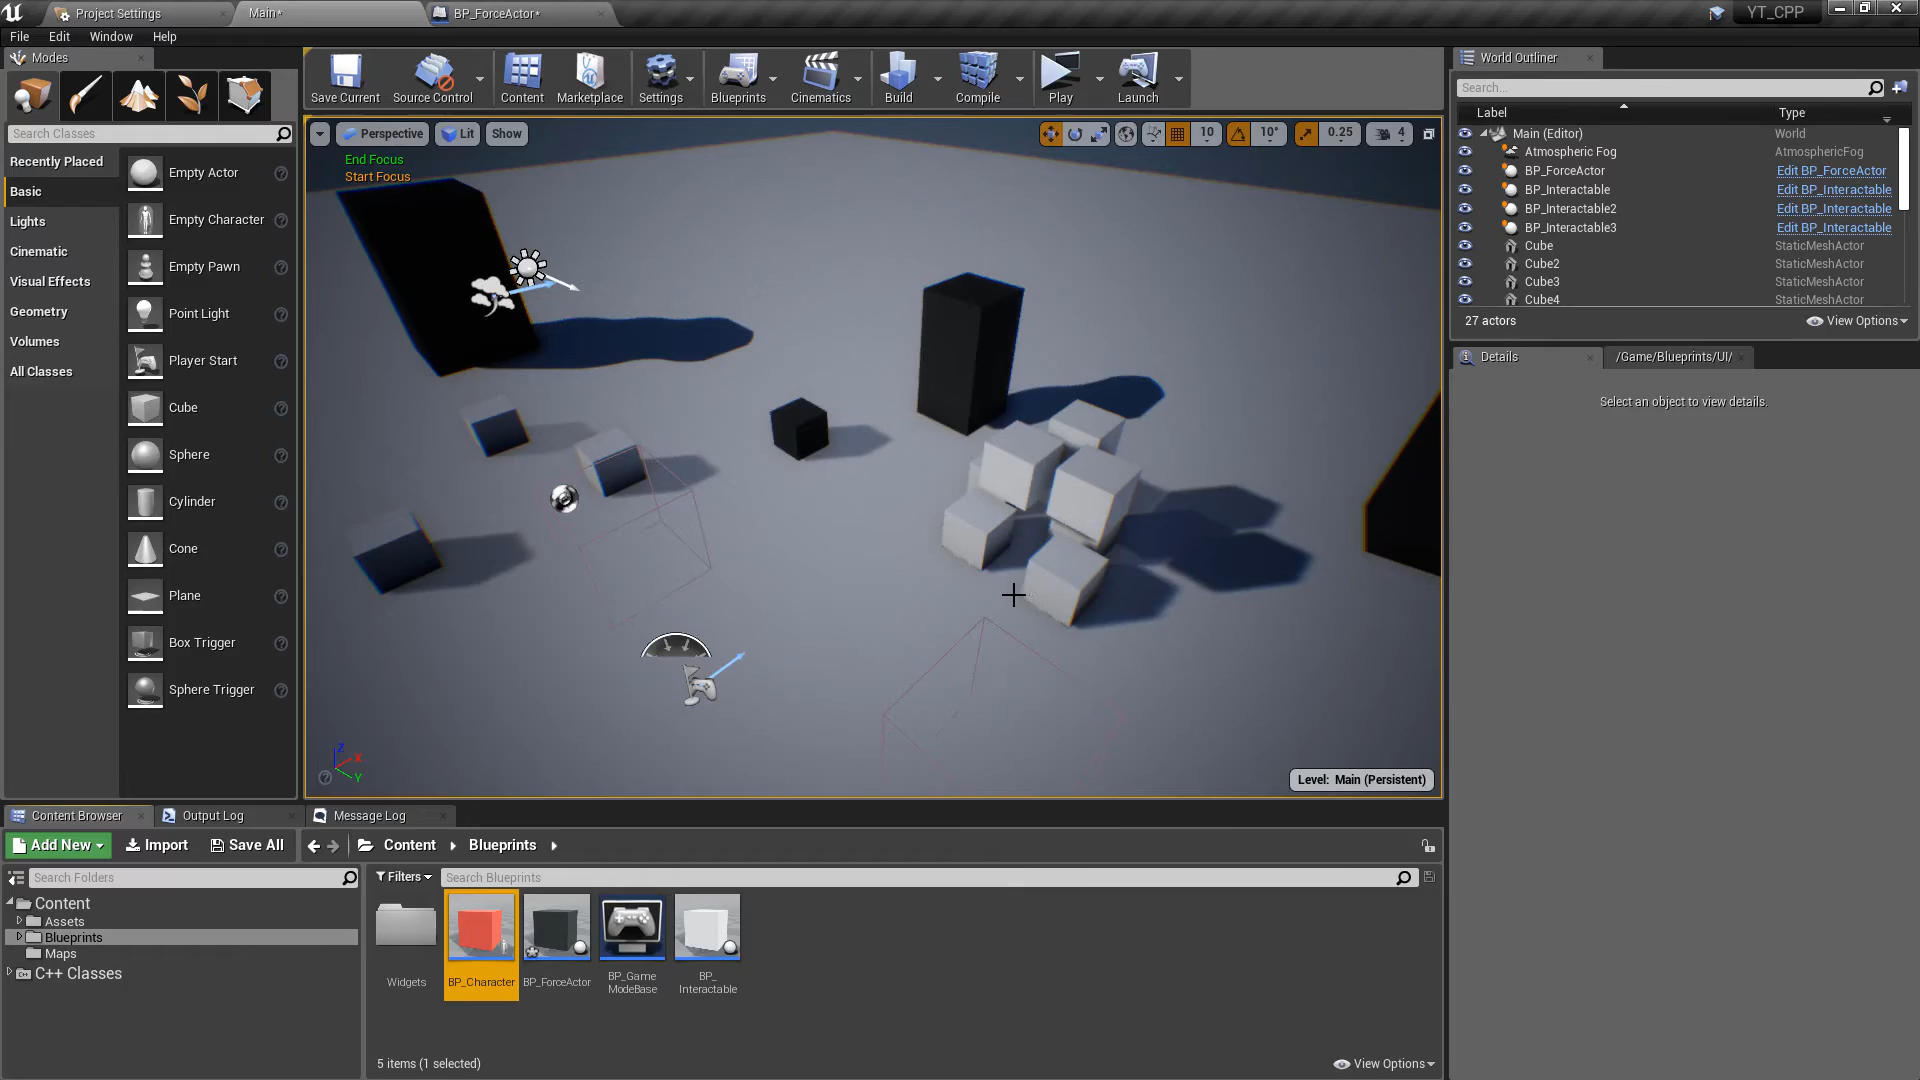 Project Settings
Main*
BP_ForceActor*
YT_CPP
File Edit Window Help
Modes
Save Current
Source Control
Content
Marketplace
Settings
Blueprints
Cinematics
Build
Compile
Play
Launch
World Outliner
Search...
Label Type
Main (Editor) World
Atmospheric Fog AtmosphericFog
BP_ForceActor Edit BP_ForceActor
BP_Interactable Edit BP_Interactable
BP_Interactable2 Edit BP_Interactable
BP_Interactable3 Edit BP_Interactable
Cube StaticMeshActor
Cube2 StaticMeshActor
Cube3 StaticMeshActor
Cube4 StaticMeshActor
27 actors
View Options
Details
/Game/Blueprints/UI/
Select an object to view details.
Search Classes
Recently Placed
Basic
Lights
Cinematic
Visual Effects
Geometry
Volumes
All Classes
Empty Actor
Empty Character
Empty Pawn
Point Light
Player Start
Cube
Sphere
Cylinder
Cone
Plane
Box Trigger
Sphere Trigger
Perspective Lit Show
10 10° 0.25 4
End Focus
Start Focus
Z
X
Y
Level: Main (Persistent)
Content Browser
Output Log
Message Log
Add New
Import
Save All
Content Blueprints
Search Folders
Filters
Search Blueprints
Content
Assets
Blueprints
Maps
C++ Classes
Widgets
BP_Character
BP_ForceActor
BP_Game
ModeBase
BP_
Interactable
5 items (1 selected)
View Options